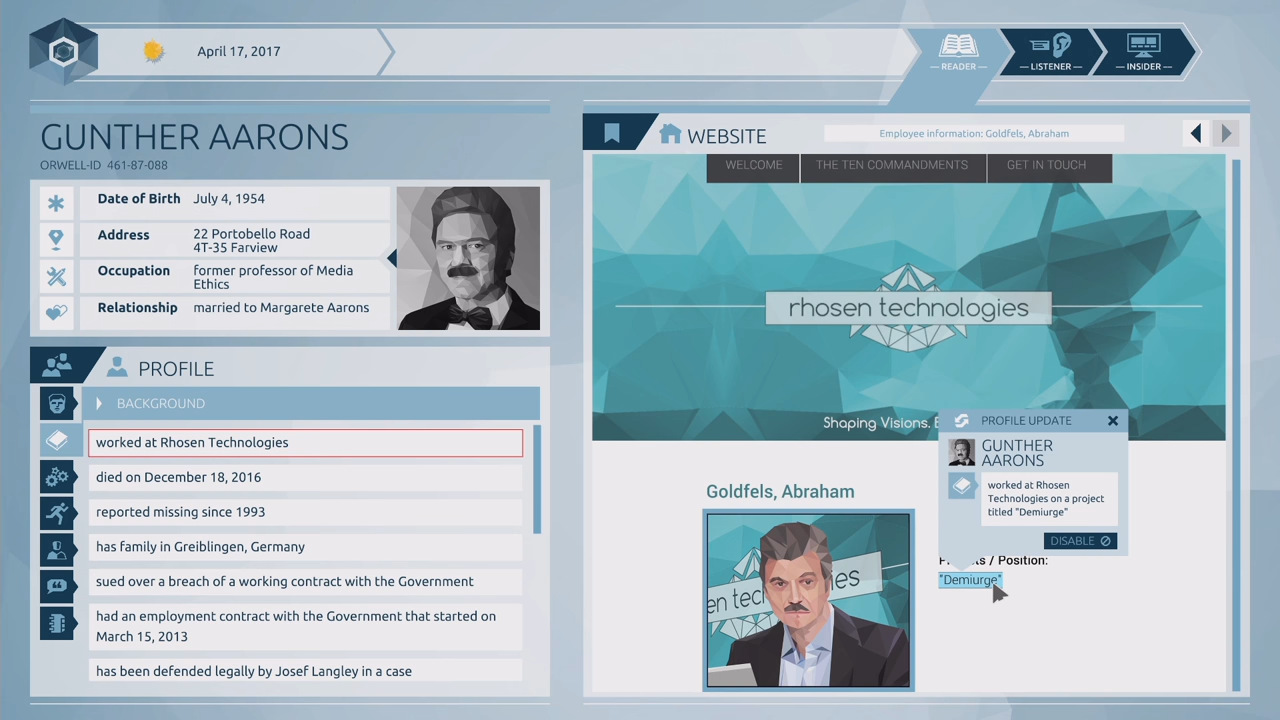 April 17, 2017
— READER —
— LISTENER —
— INSIDER —
GUNTHER AARONS
ORWELL-ID 461-87-088
Date of Birth July 4, 1954
Address 22 Portobello Road
4T-35 Farview
Occupation former professor of Media
Ethics
Relationship married to Margarete Aarons
PROFILE
BACKGROUND
worked at Rhosen Technologies
died on December 18, 2016
reported missing since 1993
has family in Greiblingen, Germany
sued over a breach of a working contract with the Government
had an employment contract with the Government that started on
March 15, 2013
has been defended legally by Josef Langley in a case
WEBSITE
Employee information: Goldfels, Abraham
WELCOME
THE TEN COMMANDMENTS
GET IN TOUCH
rhosen technologies
Shaping Visions.
PROFILE UPDATE
GUNTHER
AARONS
worked at Rhosen
Technologies on a project
titled "Demiurge"
DISABLE
Goldfels, Abraham
/ Position:
"Demiurge"